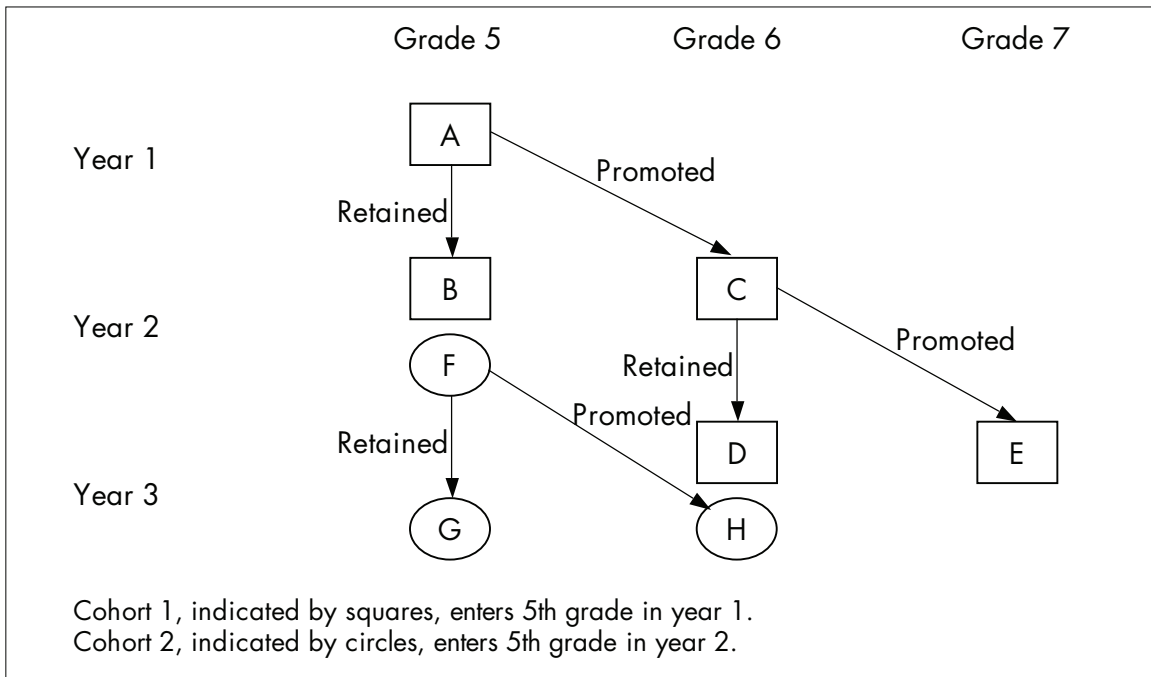 Grade 5 Grade 6 Grade 7
A
Year 1
Promoted
Retained
B C
Year 2
Promoted
F Retained
Promoted
Retained D E
Year 3
G H
Cohort 1, indicated by squares, enters 5th grade in year 1.
Cohort 2, indicated by circles, enters 5th grade in year 2.